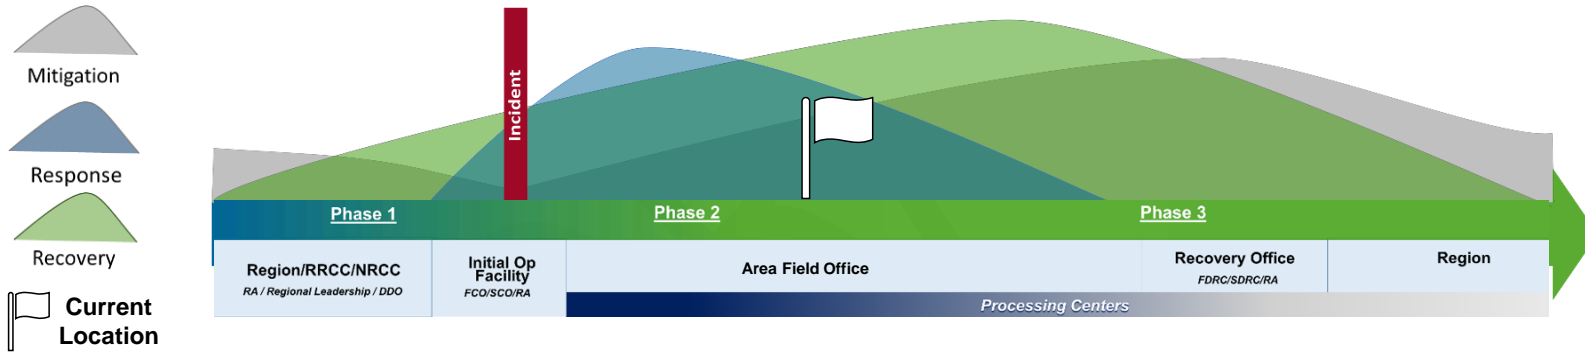 Mitigation
Response
Recovery
Current
Location
Incident
Phase 1
Phase 2
Phase 3
Region/RRCC/NRCC
RA / Regional Leadership / DDO
Initial Op
Facility
FCO/SCO/RA
Area Field Office
Recovery Office
FDRC/SDRC/RA
Region
Processing Centers